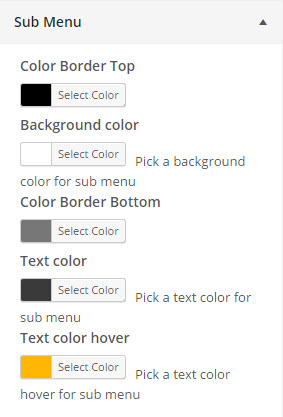 Sub Menu
Color Border Top
Select Color
Background color
Select Color Pick a background
color for sub menu
Color Border Bottom
Select Color
Text color
Select Color Pick a text color for
sub menu
Text color hover
Select Color Pick a text color
hover for sub menu